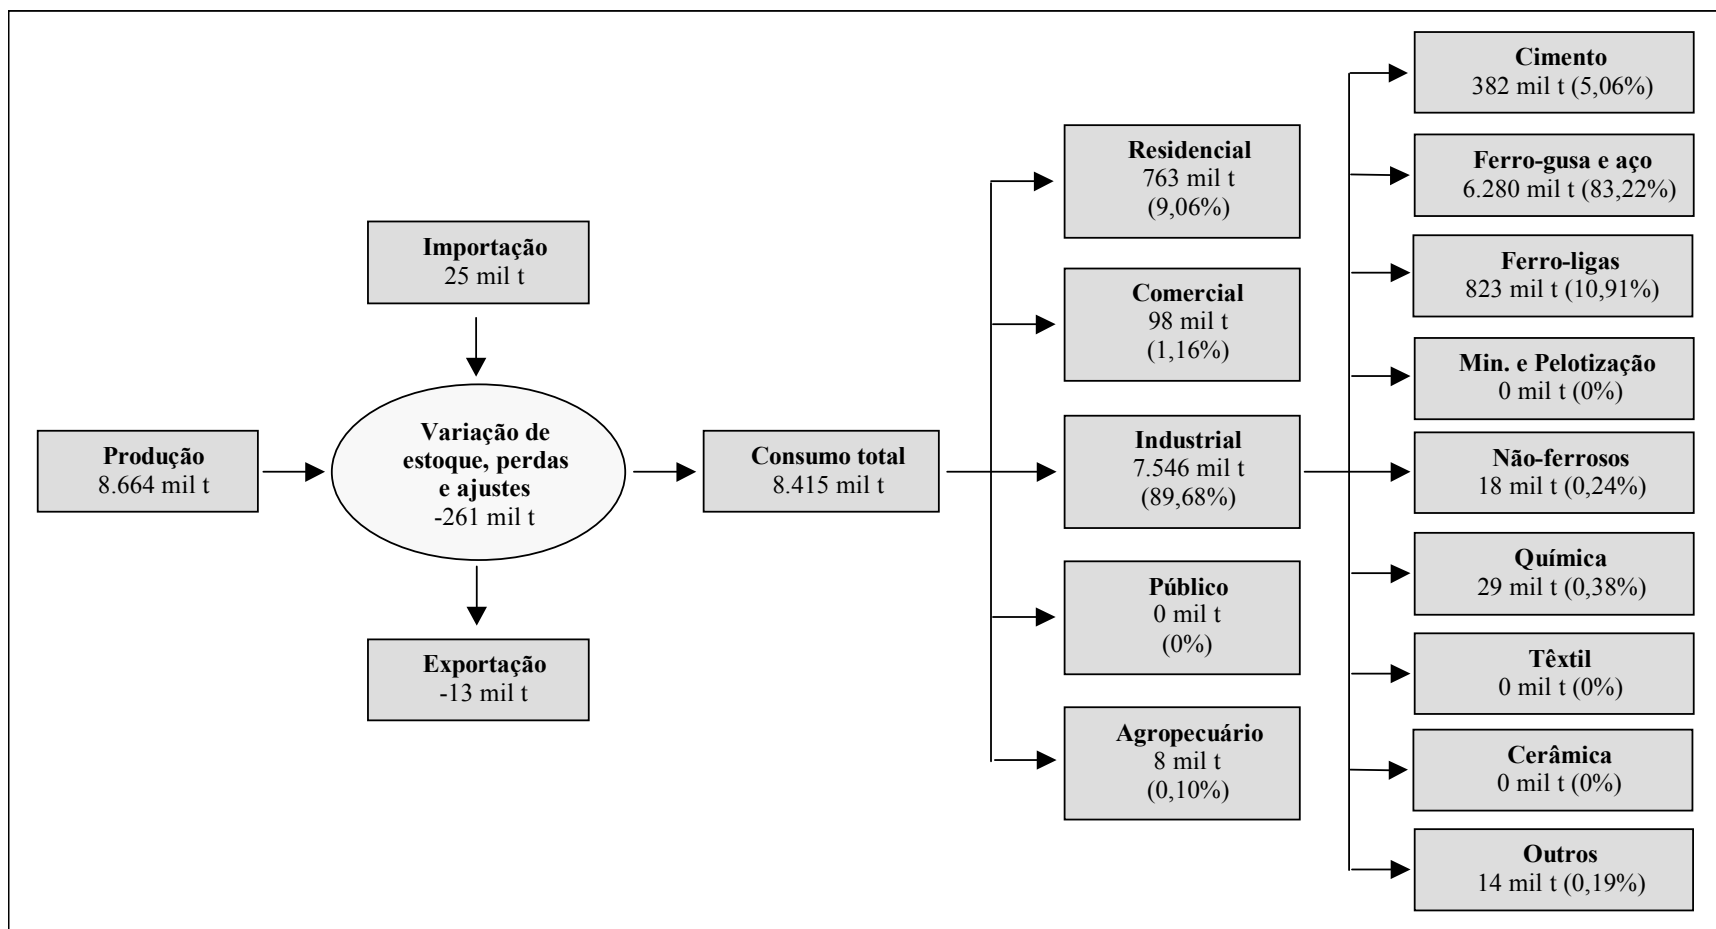 Produção
8.664 mil t
Importação
25 mil t
Variação de
estoque, perdas
e ajustes
-261 mil t
Exportação
-13 mil t
Consumo total
8.415 mil t
Residencial
763 mil t
(9,06%)
Comercial
98 mil t
(1,16%)
Industrial
7.546 mil t
(89,68%)
Público
0 mil t
(0%)
Agropecuário
8 mil t
(0,10%)
Cimento
382 mil t (5,06%)
Ferro-gusa e aço
6.280 mil t (83,22%)
Ferro-ligas
823 mil t (10,91%)
Min. e Pelotização
0 mil t (0%)
Não-ferrosos
18 mil t (0,24%)
Química
29 mil t (0,38%)
Têxtil
0 mil t (0%)
Cerâmica
0 mil t (0%)
Outros
14 mil t (0,19%)